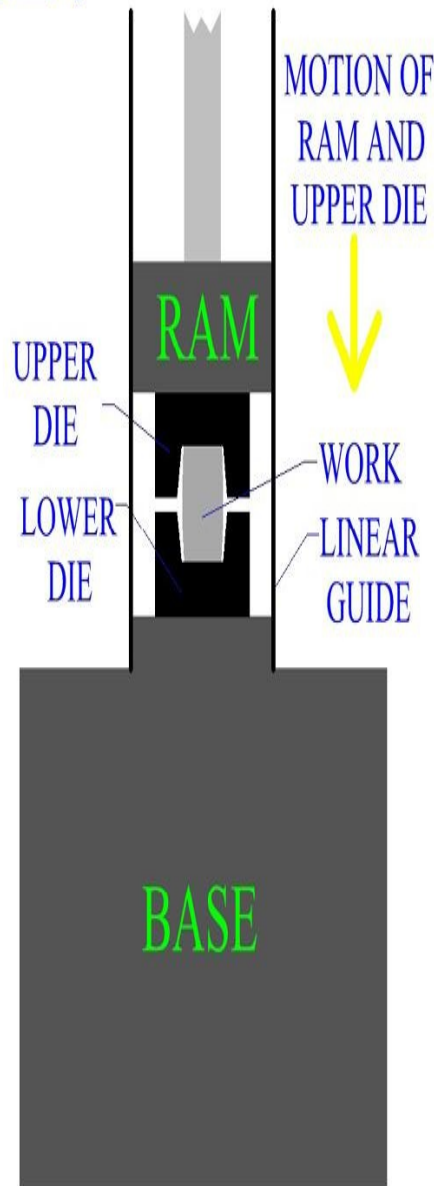 MOTION OF
RAM AND
UPPER DIE
RAM
UPPER
DIE
WORK
LOWER
DIE
LINEAR
GUIDE
BASE